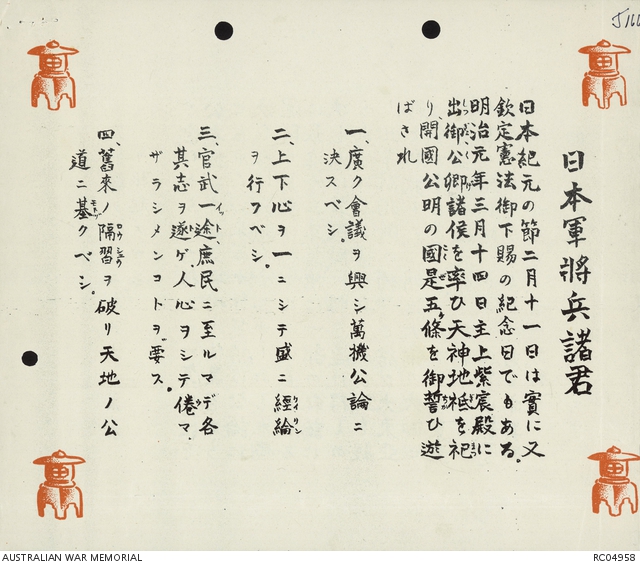 J166
日本軍將兵諸君
日本紀元の節二月十一日は實に又
欽定憲法御下賜の紀念日でもある。
明治元年三月十四日主上紫宸殿に
出御公卿諸侯を率ひ天神地祗を祀
り、開國公明の國是五條を御誓ひ遊
ばされ
一、廣ク會議ヲ興シ萬機公論ニ
決スベシ。
二、上下心ヲ一ニシテ盛ニ經綸
ヲ行フベシ。
三、官武一途、庶民ニ至ルマデ各
其志ヲ遂ゲ、人心ヲシテ倦マ
ザラシメンコトヲ要ス。
四、舊來ノ陋習ヲ破リ天地ノ公
道ニ基クベシ。
AUSTRALIAN WAR MEMORIAL
RC04958